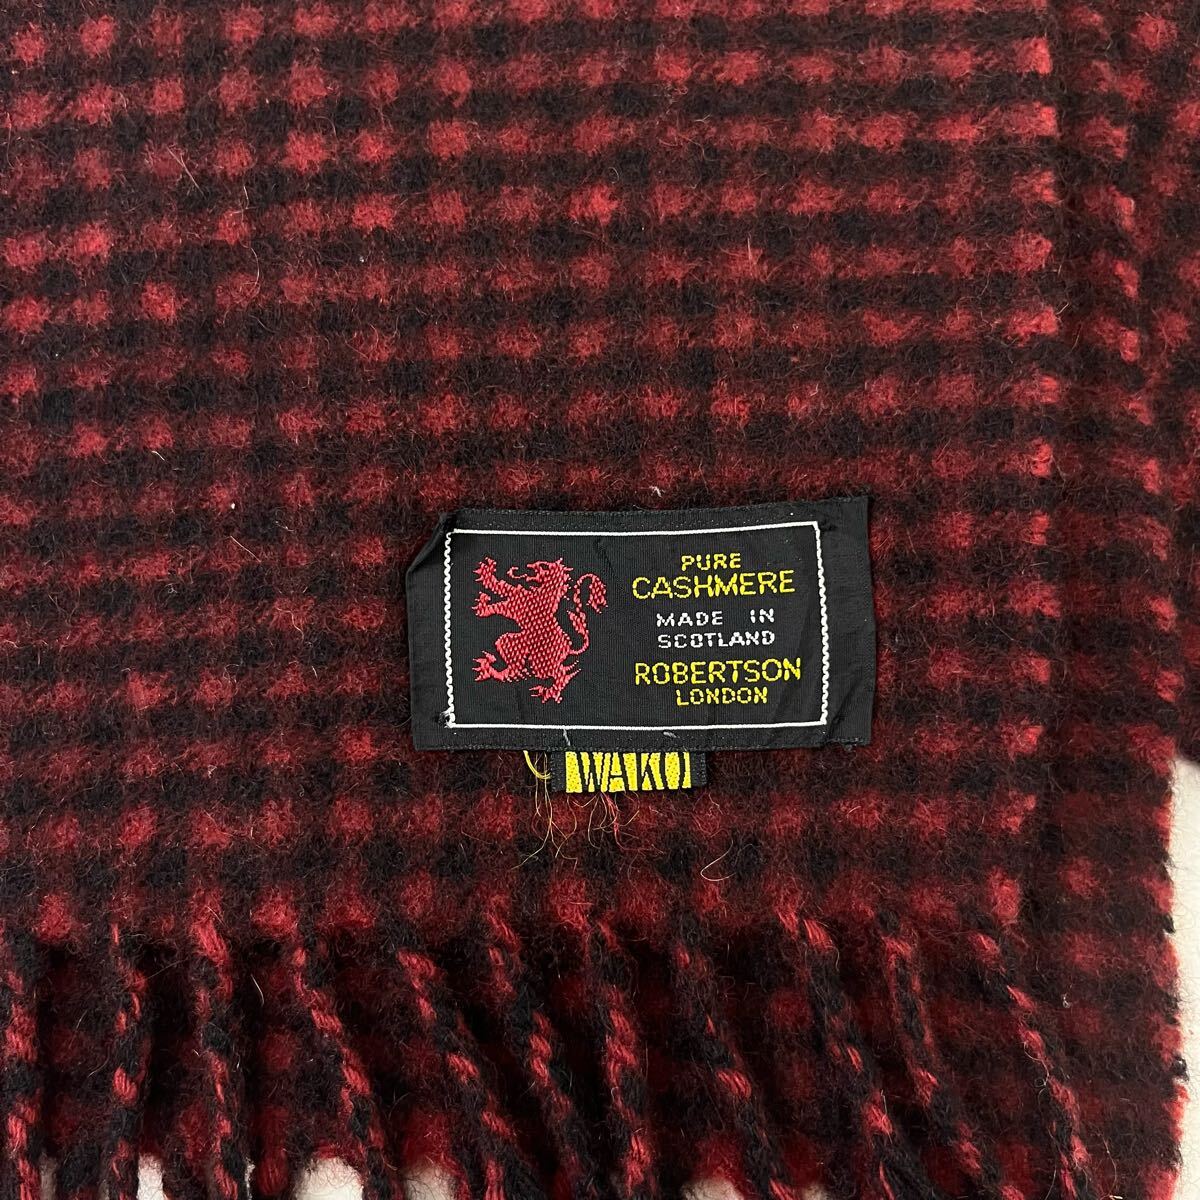 PURE
CASHMERE
MADE IN
SCOTLAND
ROBERTSON
LONDON
WAKO